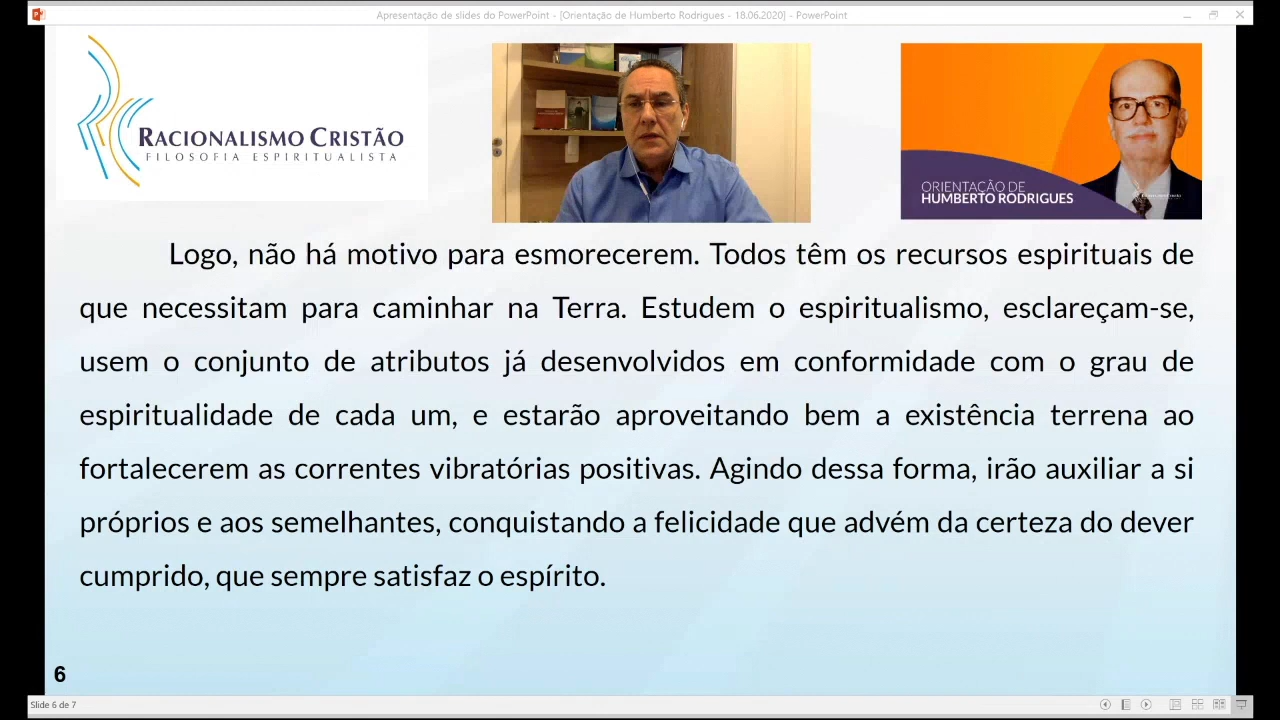 Apresentação de slides do PowerPoint - [Orientação de Humberto Rodrigues - 18.06.2020] - PowerPoint
RACIONALISMO CRISTÃO
FILOSOFIA ESPIRITUALISTA
ORIENTAÇÃO DE
HUMBERTO RODRIGUES
Logo, não há motivo para esmorecerem. Todos têm os recursos espirituais de
que necessitam para caminhar na Terra. Estudem o espiritualismo, esclareçam-se,
usem o conjunto de atributos já desenvolvidos em conformidade com o grau de
espiritualidade de cada um, e estarão aproveitando bem a existência terrena ao
fortalecerem as correntes vibratórias positivas. Agindo dessa forma, irão auxiliar a si
próprios e aos semelhantes, conquistando a felicidade que advém da certeza do dever
cumprido, que sempre satisfaz o espírito.
6
Slide 6 de 7